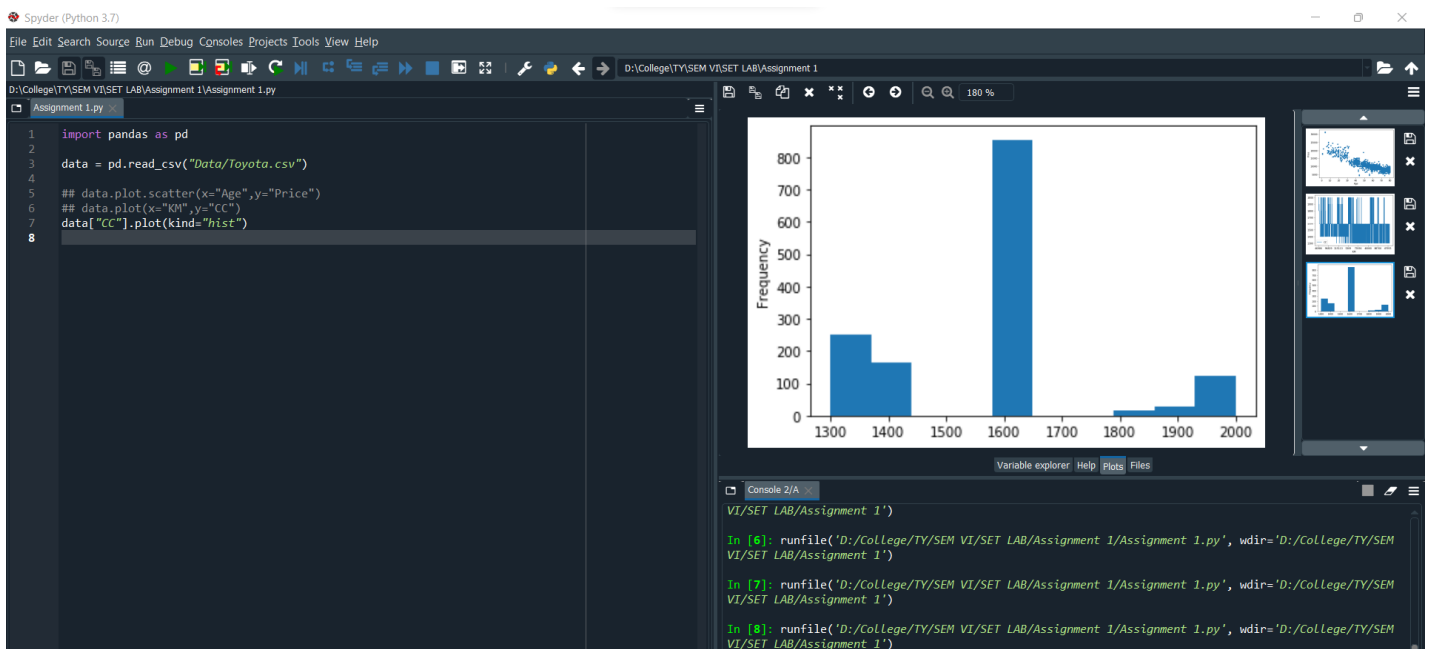 Spyder (Python 3.7)
File Edit Search Source Run Debug Consoles Projects Tools View Help
D:\College\TY\SEM VI\SET LAB\Assignment 1
D:\College\TY\SEM VI\SET LAB\Assignment 1\Assignment 1.py
Assignment 1.py
1 import pandas as pd
2
3 data = pd.read_csv("Data/Toyota.csv")
4
5 ## data.plot.scatter(x="Age",y="Price")
6 ## data.plot(x="KM",y="CC")
7 data["CC"].plot(kind="hist")
8
180 %
Frequency
800
700
600
500
400
300
200
100
0
1300 1400 1500 1600 1700 1800 1900 2000
Variable explorer Help Plots Files
Console 2/A
VI/SET LAB/Assignment 1')
In [6]: runfile('D:/College/TY/SEM VI/SET LAB/Assignment 1/Assignment 1.py', wdir='D:/College/TY/SEM
VI/SET LAB/Assignment 1')
In [7]: runfile('D:/College/TY/SEM VI/SET LAB/Assignment 1/Assignment 1.py', wdir='D:/College/TY/SEM
VI/SET LAB/Assignment 1')
In [8]: runfile('D:/College/TY/SEM VI/SET LAB/Assignment 1/Assignment 1.py', wdir='D:/College/TY/SEM
VI/SET LAB/Assignment 1')